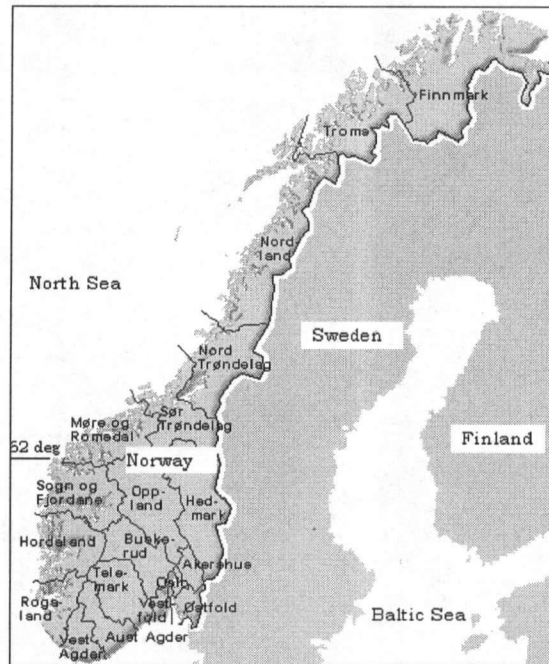 Finnmark
Troms
Nord-
land
North Sea
Sweden
Nord
Trøndelag
Møre og
Romsdal
Sør
Trøndelag
Finland
62 deg
Norway
Sogn og
Fjordane
Opp-
land
Hed-
mark
Hordaland
Buske-
rud
Akershus
Tele-
mark
Oslo
Roga-
land
Vest
fold
Østfold
Baltic Sea
Aust Agder
Vest
Agder